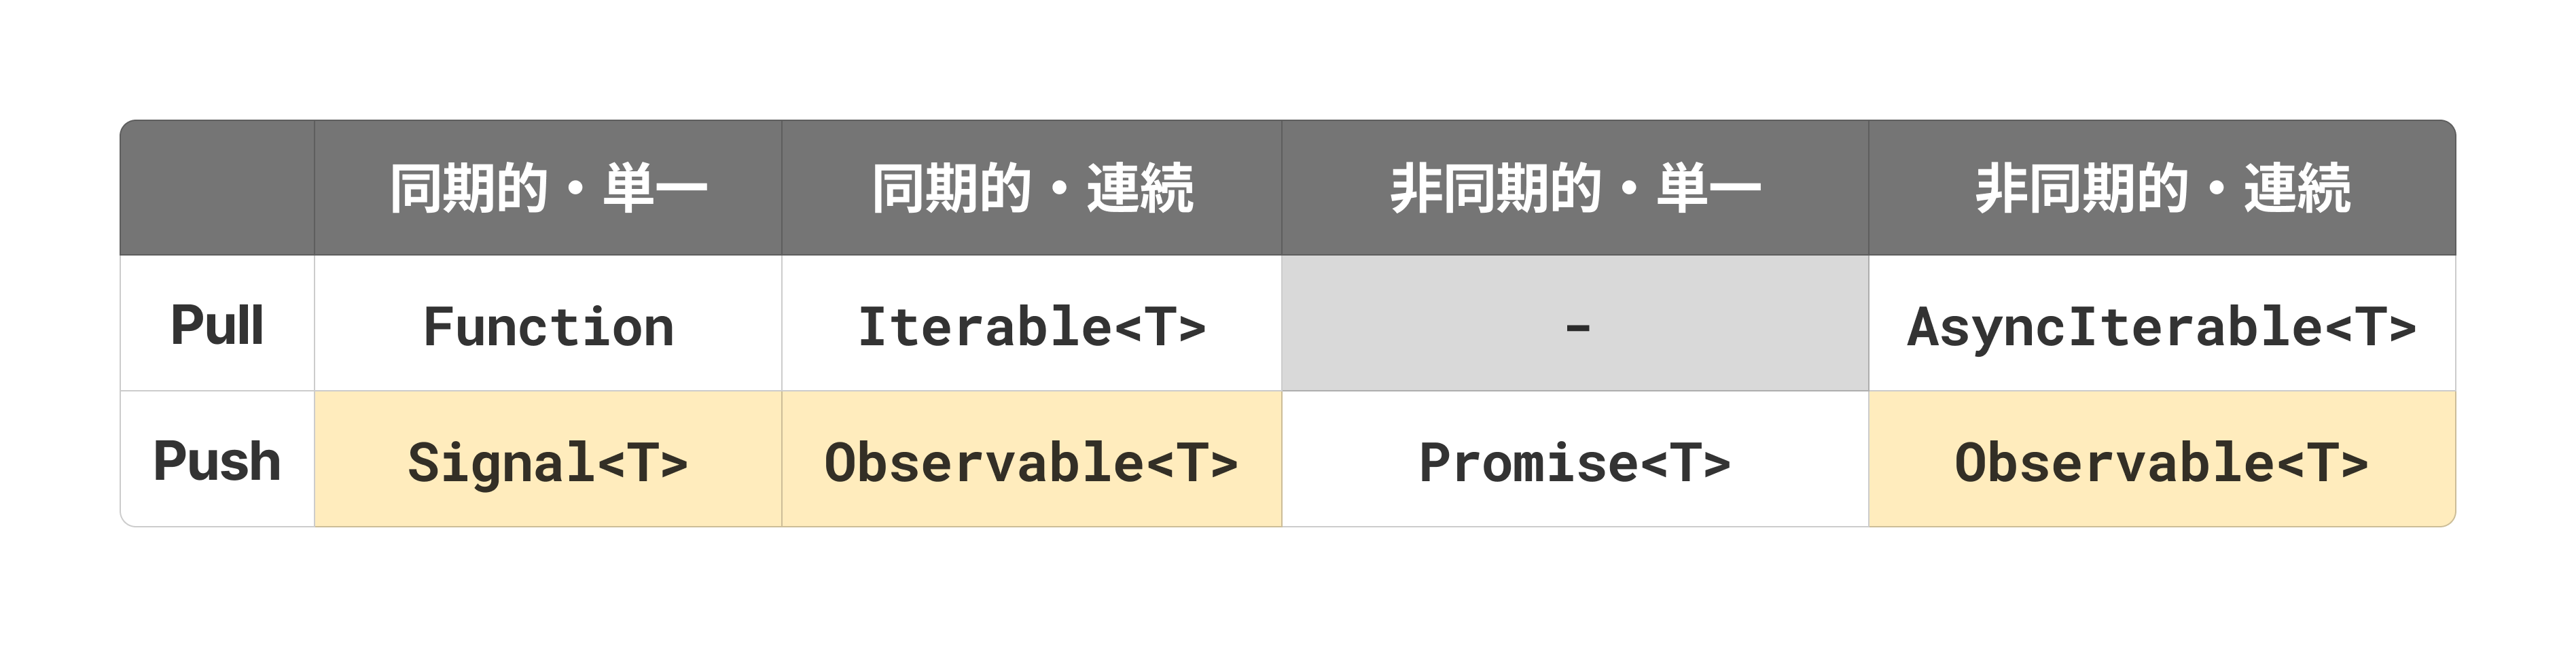 同期的・単一 同期的・連続 非同期的・単一 非同期的・連続
Pull Function Iterable<T> - AsyncIterable<T>
Push Signal<T> Observable<T> Promise<T> Observable<T>